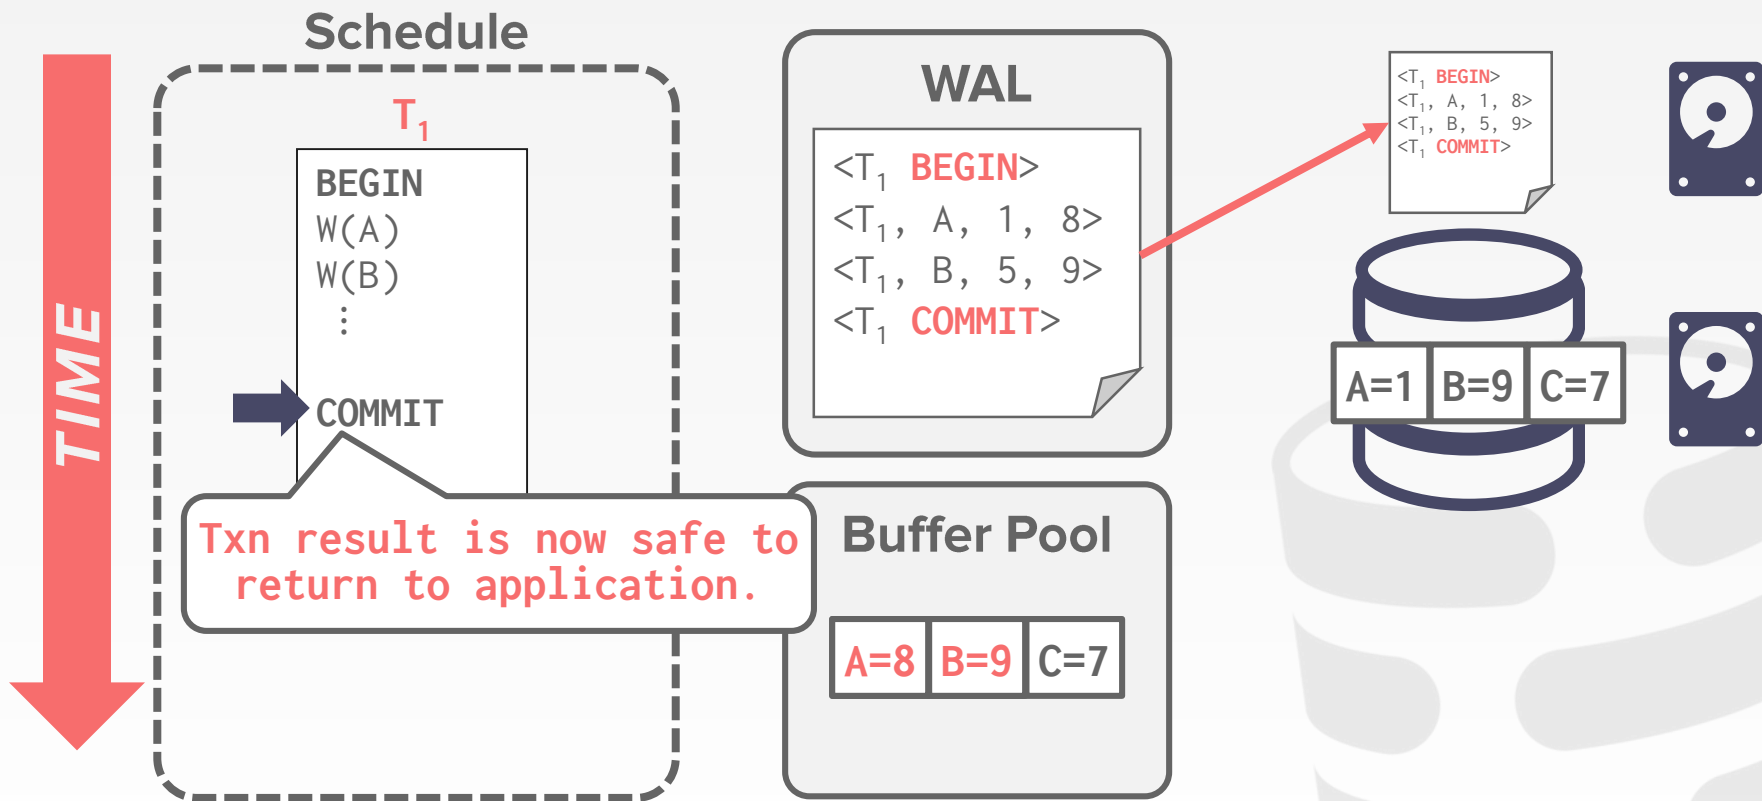 Schedule
TIME
T1
BEGIN
W(A)
W(B)
⋮
COMMIT
Txn result is now safe to
return to application.
WAL
<T1 BEGIN>
<T1, A, 1, 8>
<T1, B, 5, 9>
<T1 COMMIT>
Buffer Pool
A=8 B=9 C=7
<T1 BEGIN>
<T1, A, 1, 8>
<T1, B, 5, 9>
<T1 COMMIT>
A=1 B=9 C=7